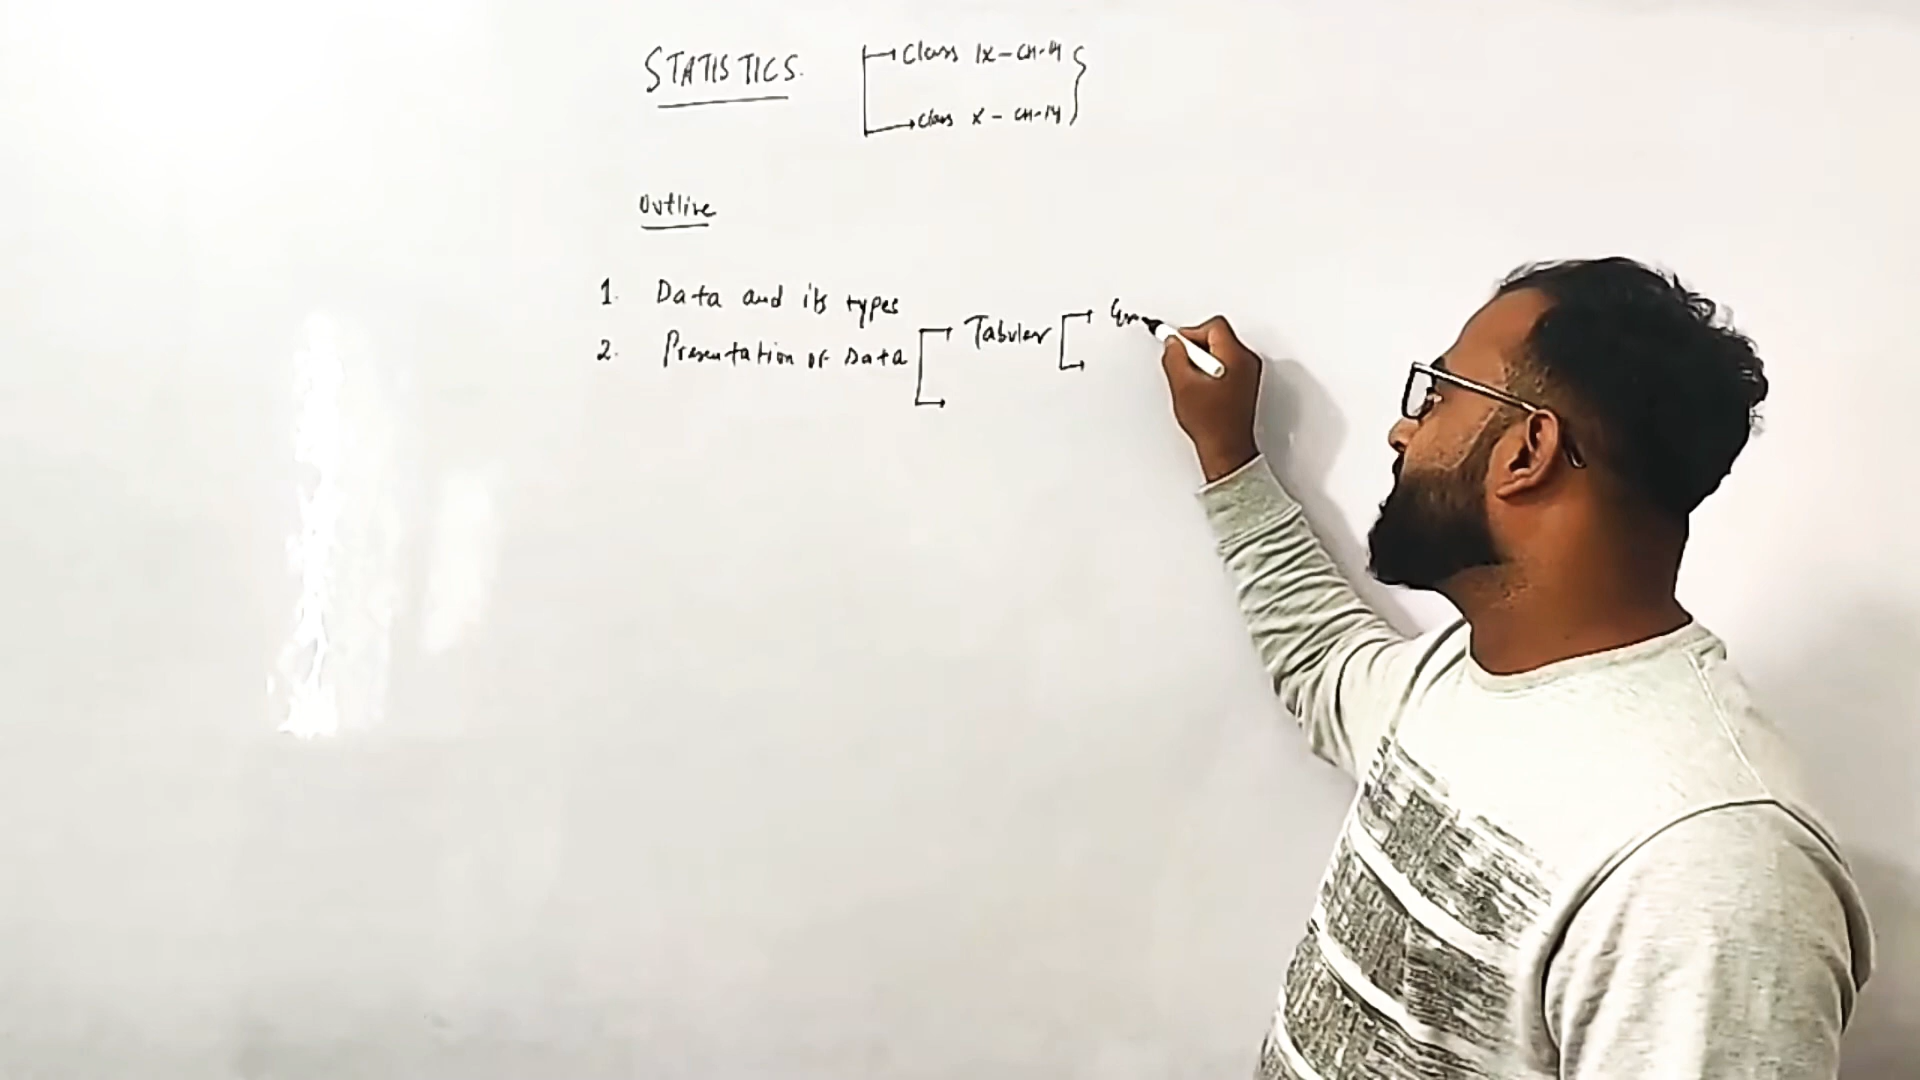 STATISTICS.
Class IX - CH-14
Class X - CH-14
Outline
1. Data and its types
2. Presentation of Data
Tabular